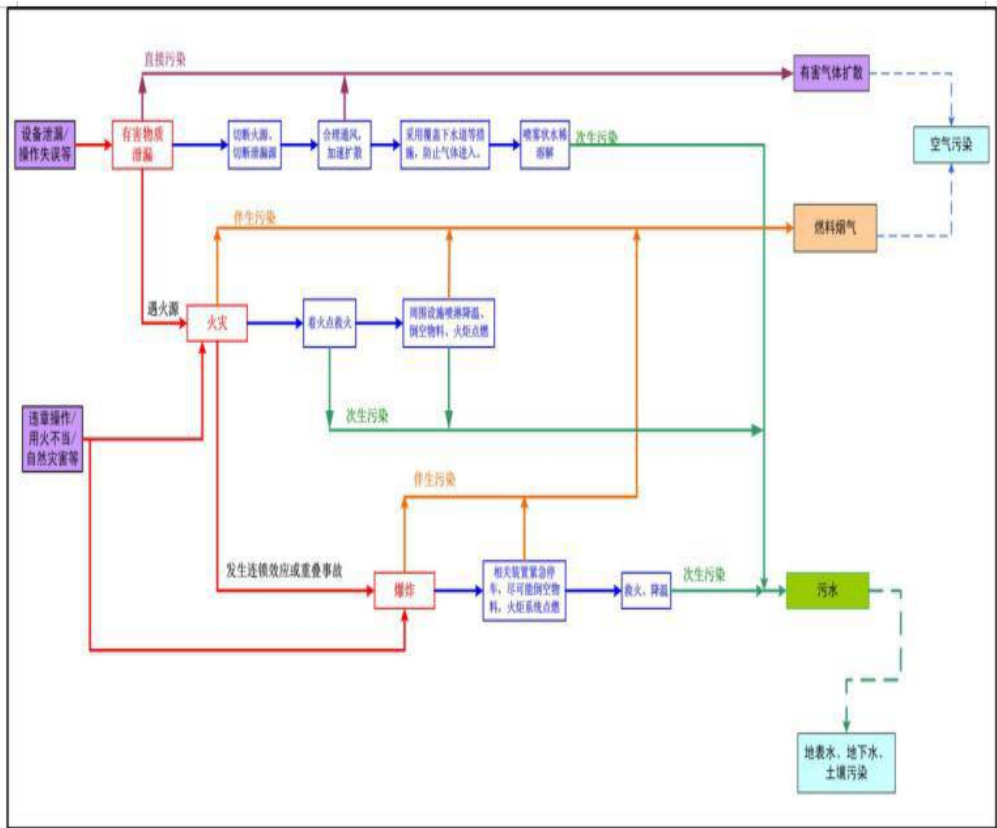 直接污染
有害气体扩散
设备泄漏/
操作失误等
有害物质
泄漏
切断火源、
切断泄漏源
合理通风,
加速扩散
采用覆盖下水道等措
施,防止气体进入。
喷雾状水稀
溶解
次生污染
空气污染
伴生污染
燃料烟气
遇火源
火灾
着火点救火
周围设施喷淋降温、
倒空物料、火炬点燃
次生污染
违章操作/
用火不当/
自然灾害等
伴生污染
发生连锁效应或重叠事故
爆炸
相关装置紧急停
车,尽可能倒空物
料,火炬系统点燃
救火、降温
次生污染
污水
地表水、地下水、
土壤污染